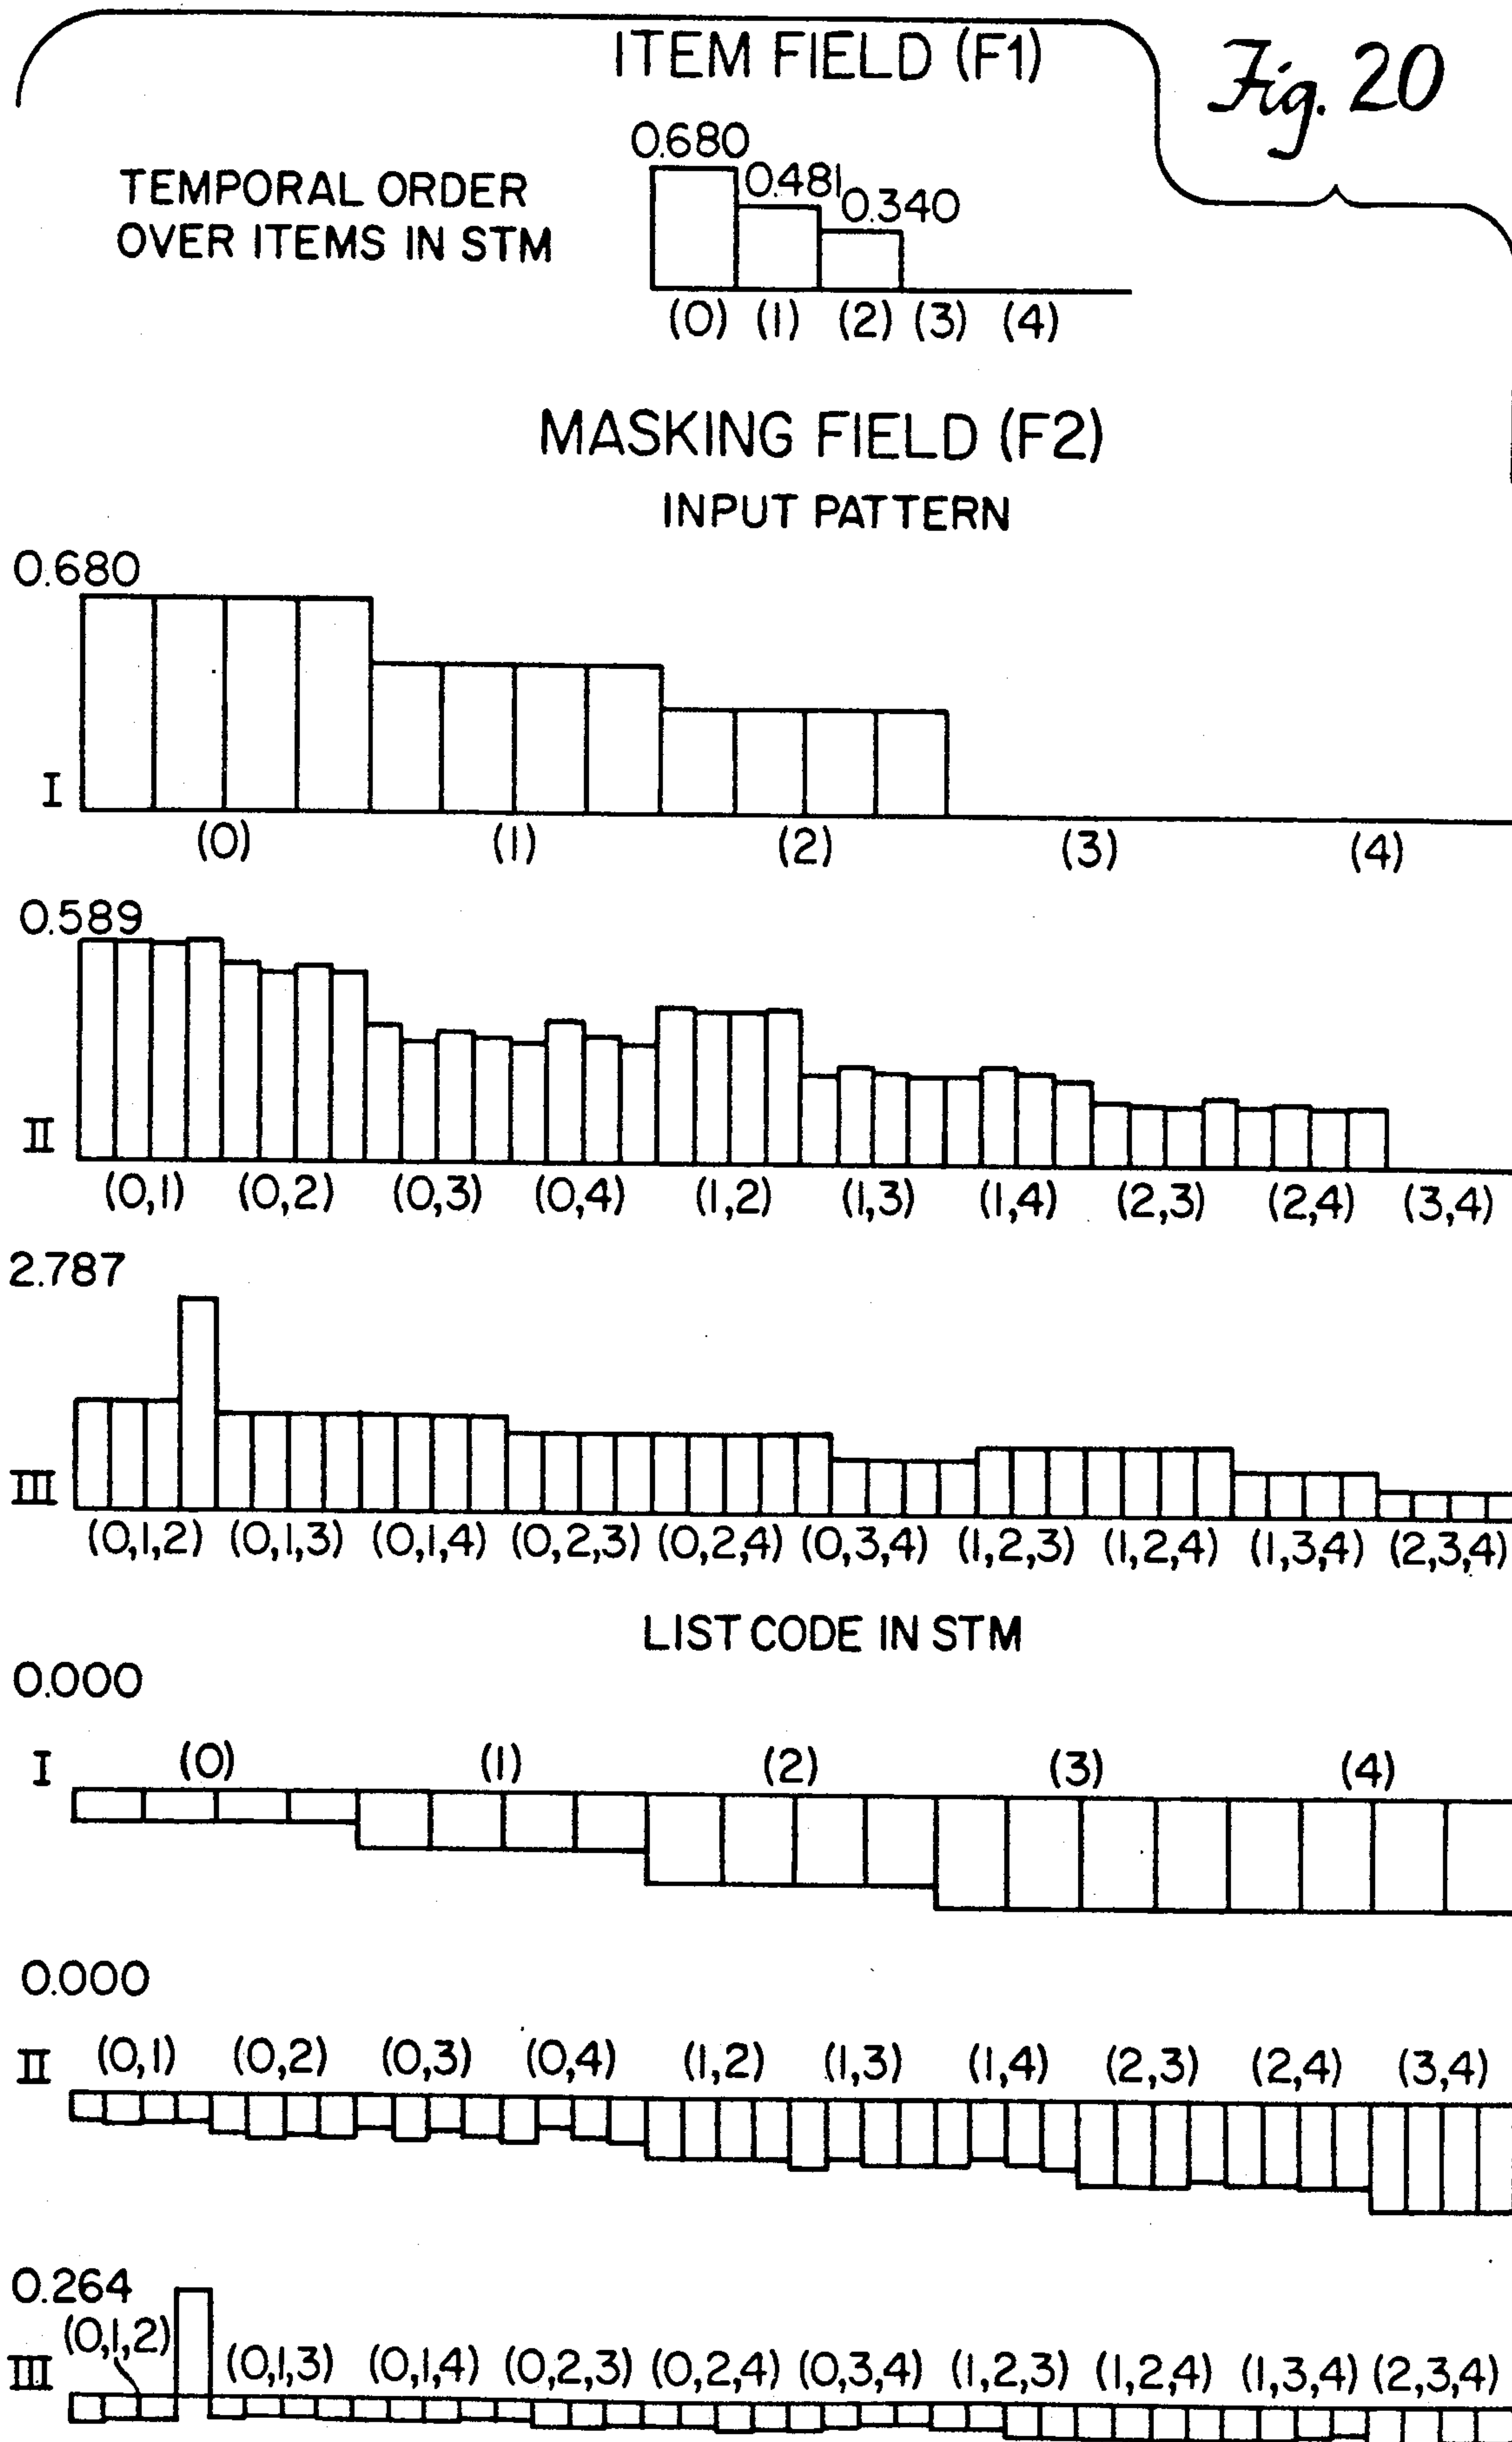 ITEM FIELD (F1)
Fig. 20
TEMPORAL ORDER
OVER ITEMS IN STM
0.680
0.481
0.340
(0) (1) (2) (3) (4)
MASKING FIELD (F2)
INPUT PATTERN
0.680
I
(0) (1) (2) (3) (4)
0.589
II
(0,1) (0,2) (0,3) (0,4) (1,2) (1,3) (1,4) (2,3) (2,4) (3,4)
2.787
III
(0,1,2) (0,1,3) (0,1,4) (0,2,3) (0,2,4) (0,3,4) (1,2,3) (1,2,4) (1,3,4) (2,3,4)
LIST CODE IN STM
0.000
I (0) (1) (2) (3) (4)
0.000
II (0,1) (0,2) (0,3) (0,4) (1,2) (1,3) (1,4) (2,3) (2,4) (3,4)
0.264
III (0,1,2) (0,1,3) (0,1,4) (0,2,3) (0,2,4) (0,3,4) (1,2,3) (1,2,4) (1,3,4) (2,3,4)